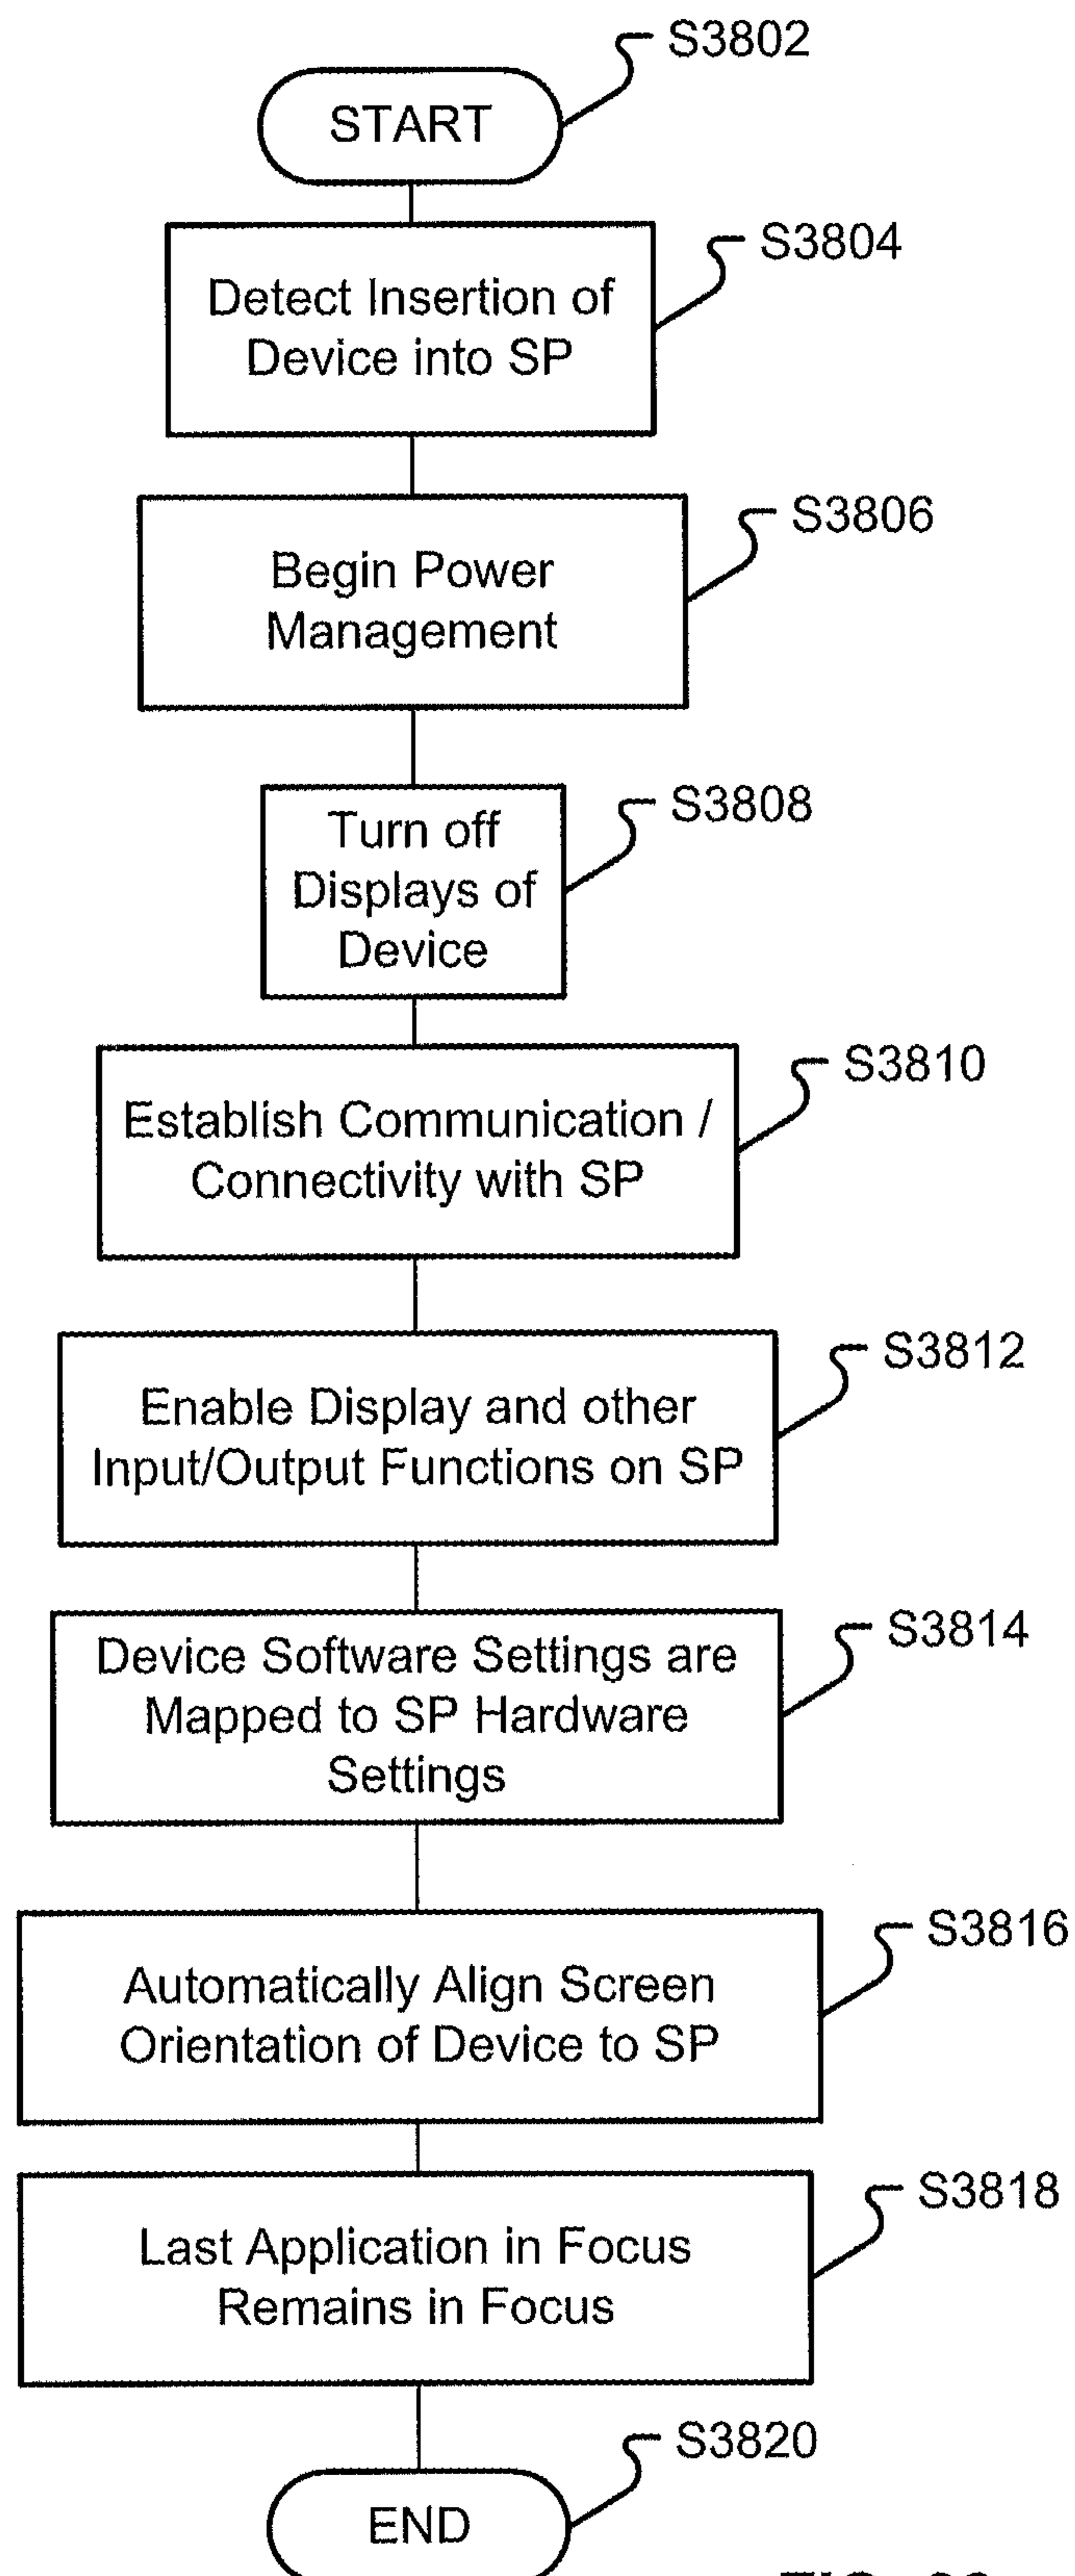 S3802
START
S3804
Detect Insertion of
Device into SP
S3806
Begin Power
Management
S3808
Turn off
Displays of
Device
S3810
Establish Communication /
Connectivity with SP
S3812
Enable Display and other
Input/Output Functions on SP
S3814
Device Software Settings are
Mapped to SP Hardware
Settings
S3816
Automatically Align Screen
Orientation of Device to SP
S3818
Last Application in Focus
Remains in Focus
S3820
END